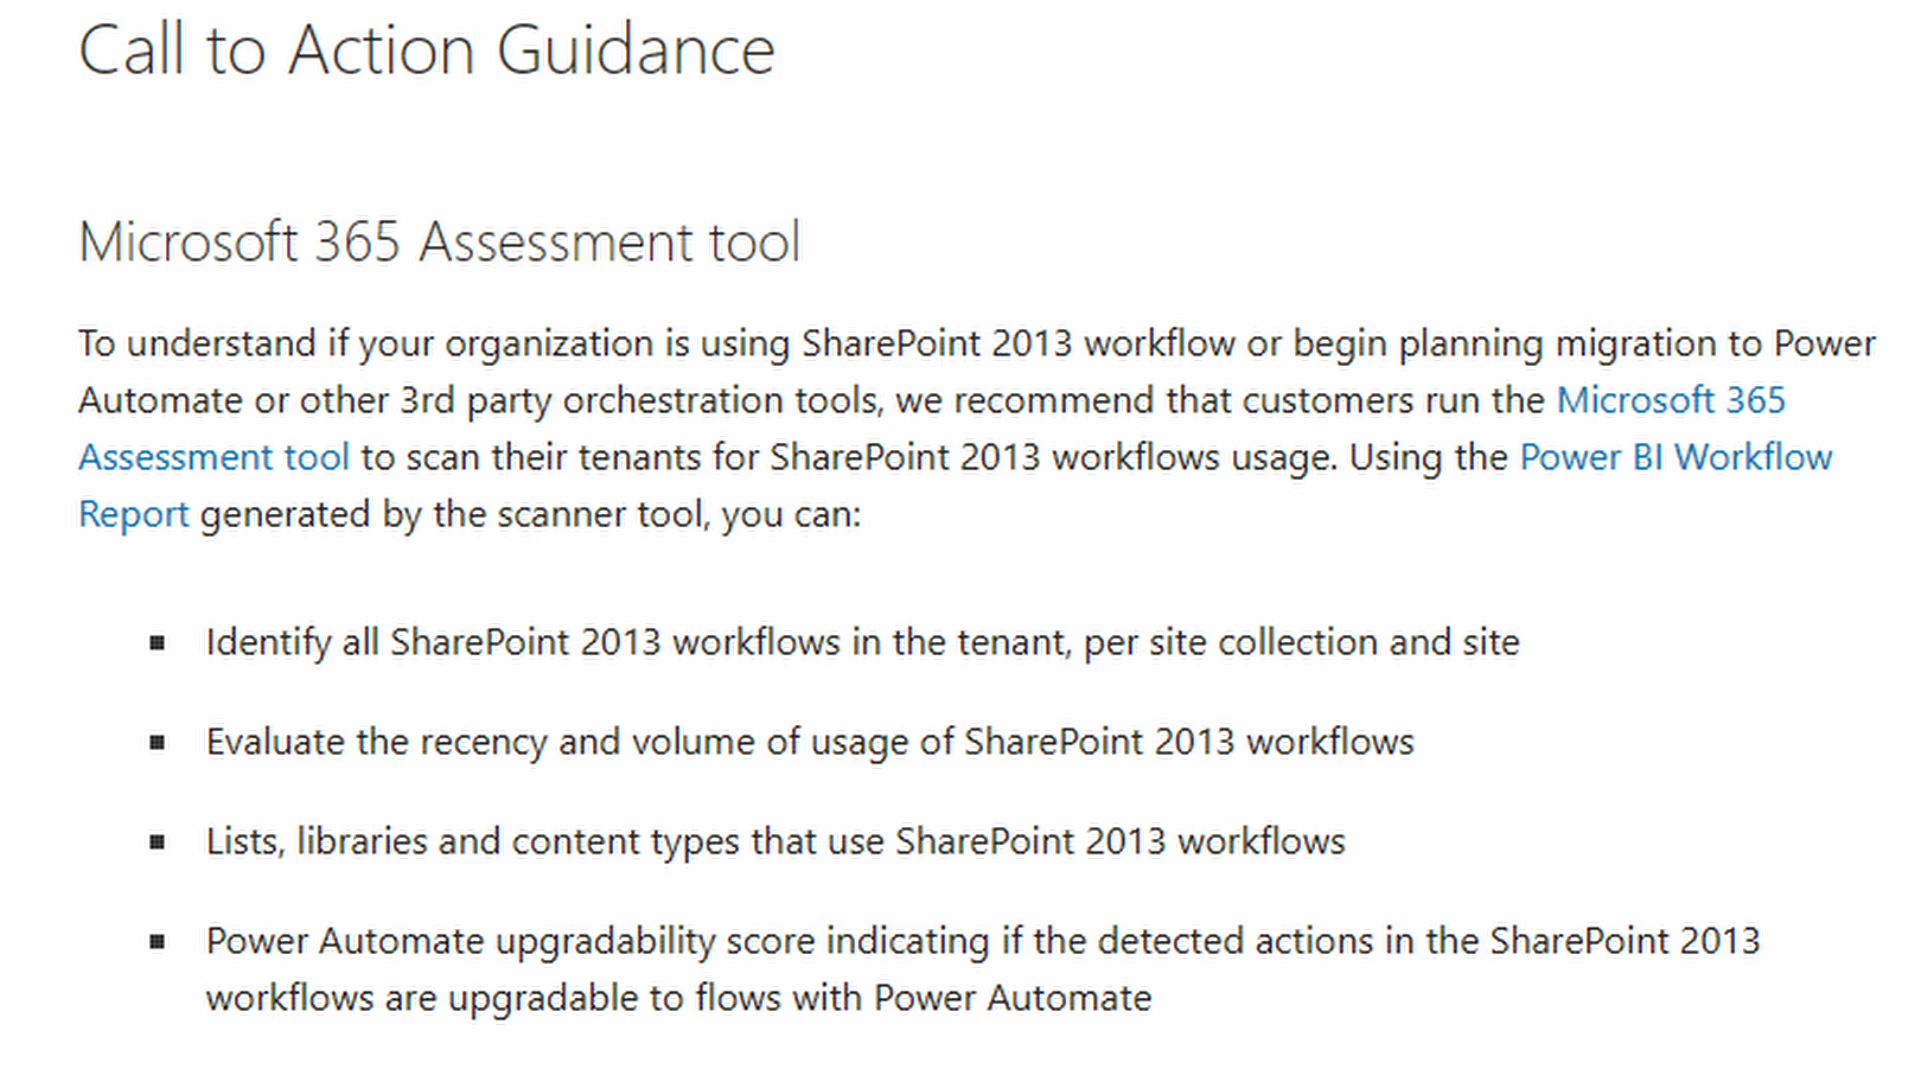 Call to Action Guidance
Microsoft 365 Assessment tool
To understand if your organization is using SharePoint 2013 workflow or begin planning migration to Power
Automate or other 3rd party orchestration tools, we recommend that customers run the Microsoft 365
Assessment tool to scan their tenants for SharePoint 2013 workflows usage. Using the Power BI Workflow
Report generated by the scanner tool, you can:
▪ Identify all SharePoint 2013 workflows in the tenant, per site collection and site
▪ Evaluate the recency and volume of usage of SharePoint 2013 workflows
▪ Lists, libraries and content types that use SharePoint 2013 workflows
▪ Power Automate upgradability score indicating if the detected actions in the SharePoint 2013
workflows are upgradable to flows with Power Automate